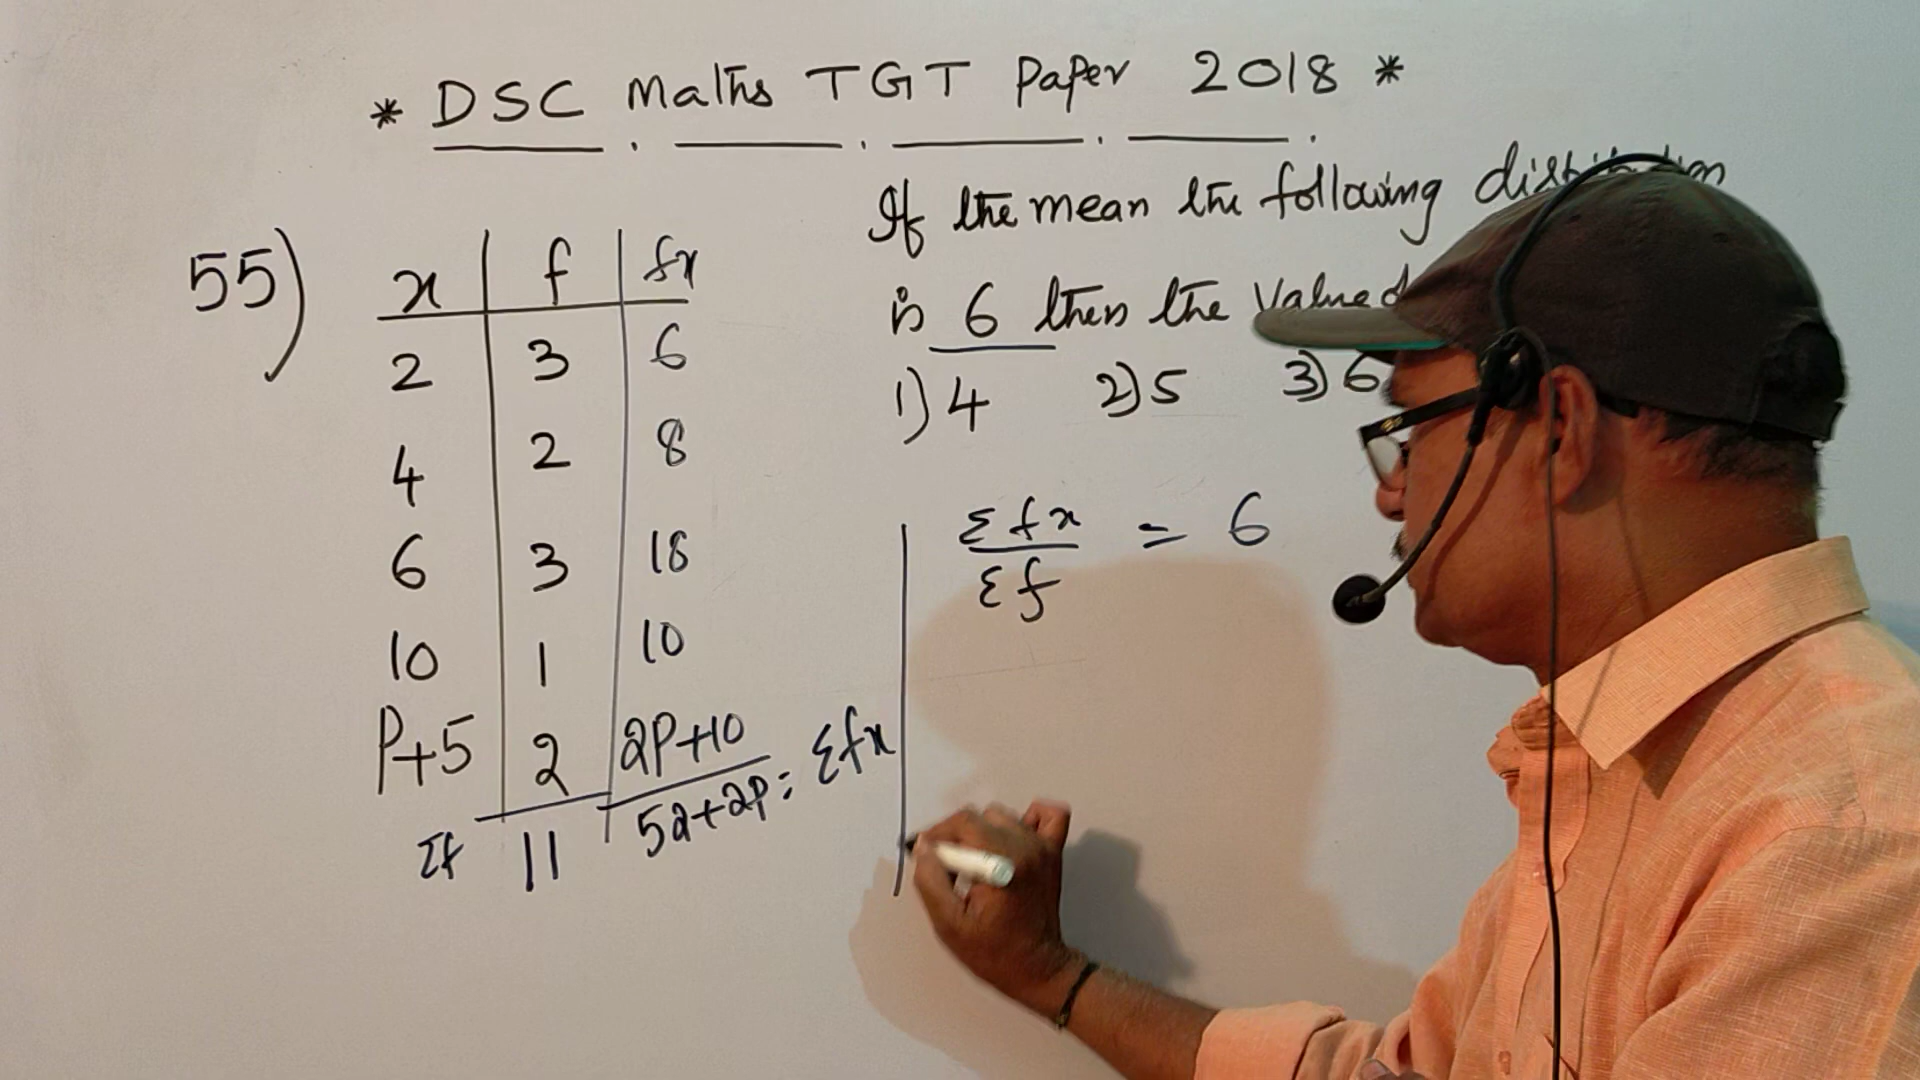 * DSC Maths TGT Paper 2018 *
If the mean the following distribution
is 6 then the Value of
1) 4 2) 5 3) 6
55)
x f fx
2 3 6
4 2 8
6 3 18
10 1 10
P+5 2 2P+10
Σf 11 52+2P = Σfx
Σfx / Σf = 6